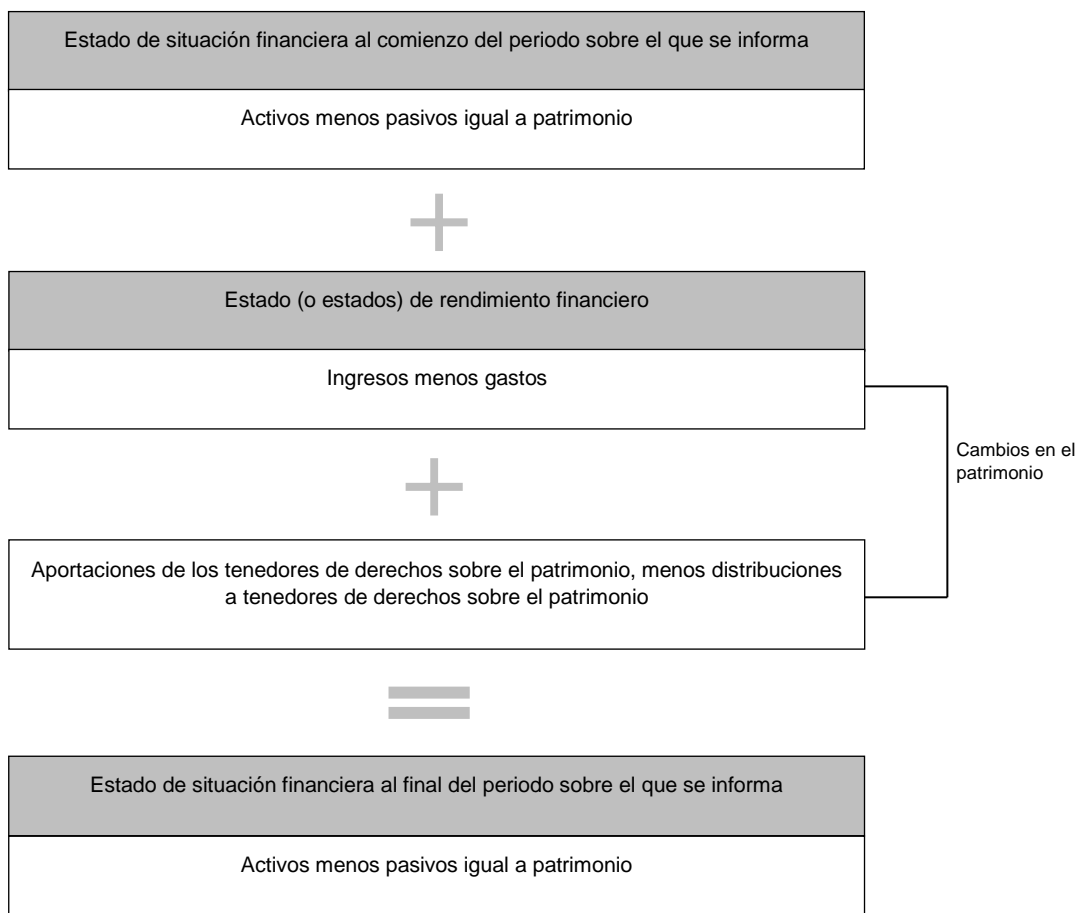 Estado de situación financiera al comienzo del periodo sobre el que se informa
Activos menos pasivos igual a patrimonio
+
Estado (o estados) de rendimiento financiero
Ingresos menos gastos
Cambios en el
patrimonio
+
Aportaciones de los tenedores de derechos sobre el patrimonio, menos distribuciones
a tenedores de derechos sobre el patrimonio
=
Estado de situación financiera al final del periodo sobre el que se informa
Activos menos pasivos igual a patrimonio